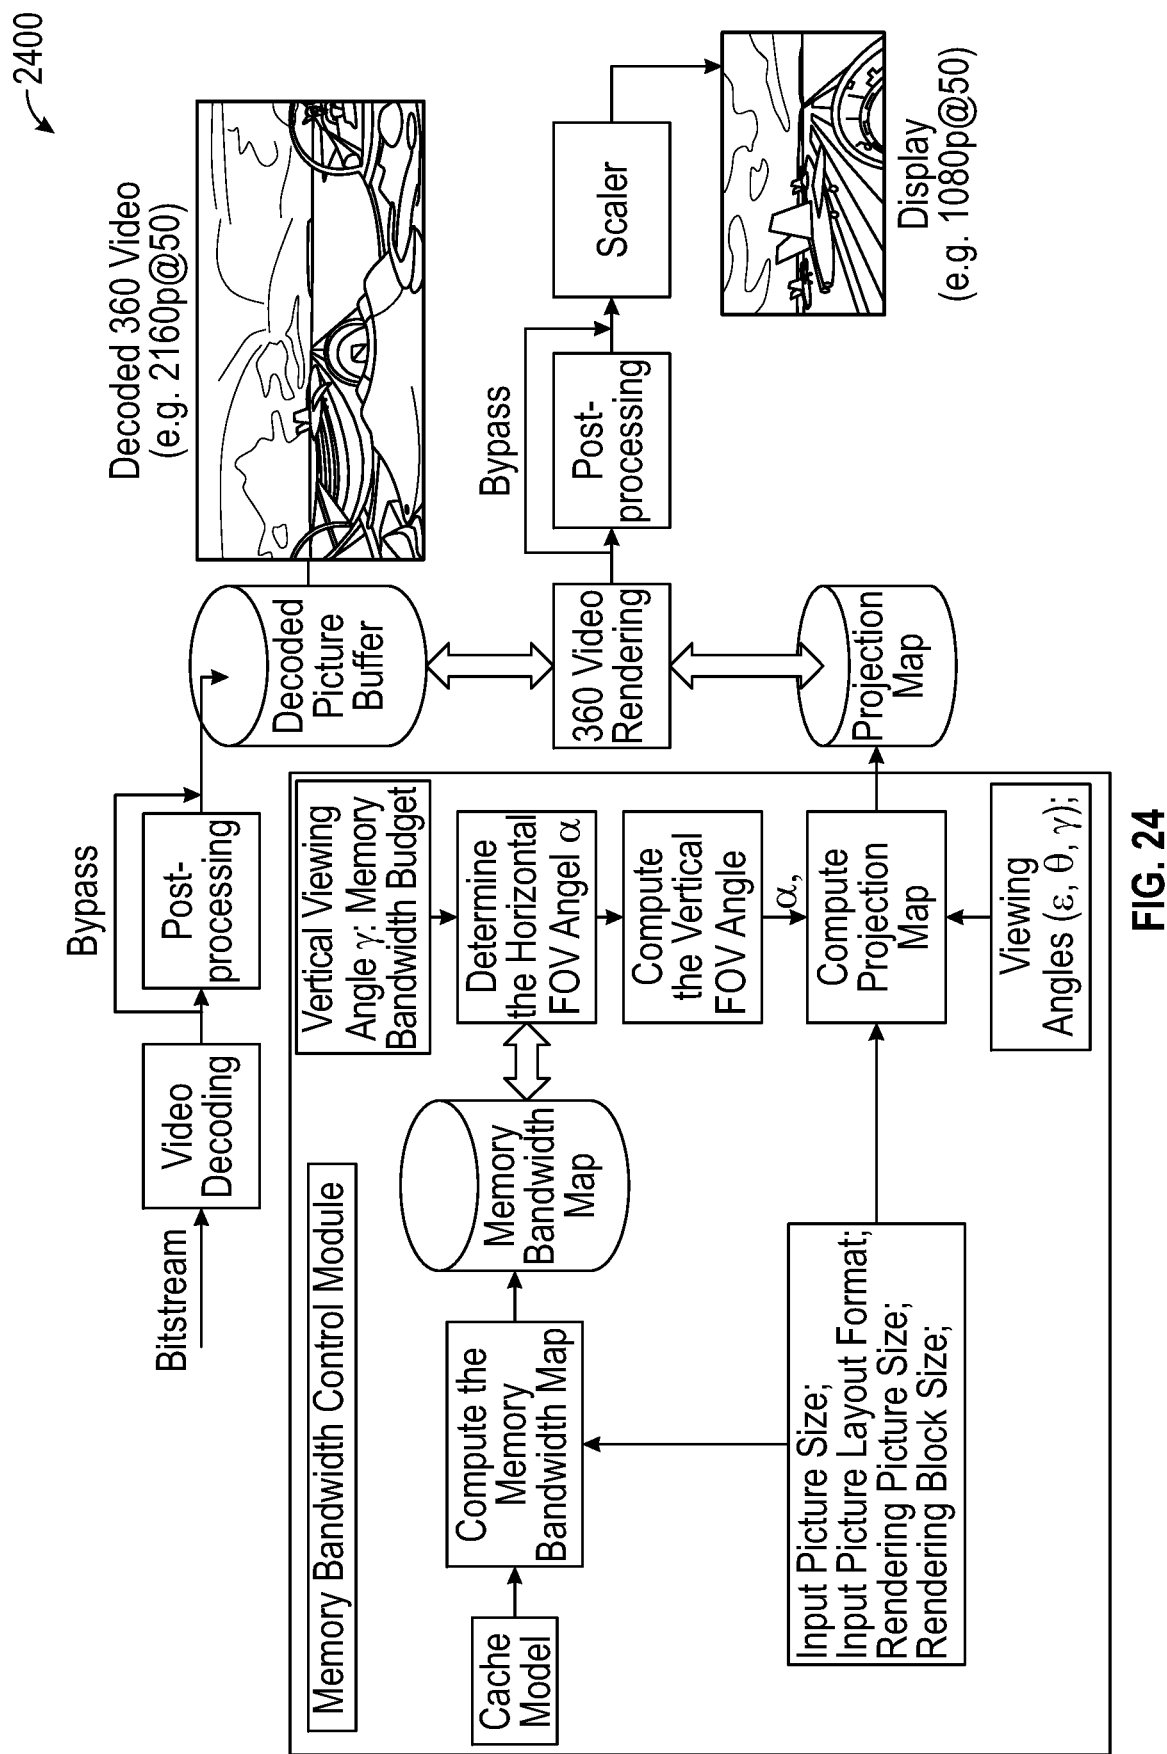 2400
Decoded 360 Video
(e.g. 2160p@50)
Bypass
Bitstream
Video
Decoding
Post-
processing
Decoded
Picture
Buffer
Memory Bandwidth Control Module
Vertical Viewing
Angle γ: Memory
Bandwidth Budget
Cache
Model
Compute the
Memory
Bandwidth Map
Memory
Bandwidth
Map
Determine
the Horizontal
FOV Angel α
Compute
the Vertical
FOV Angle
α,
360 Video
Rendering
Bypass
Post-
processing
Scaler
Input Picture Size;
Input Picture Layout Format;
Rendering Picture Size;
Rendering Block Size;
Compute
Projection
Map
Projection
Map
Viewing
Angles (ε, θ, γ);
Display
(e.g. 1080p@50)
FIG. 24